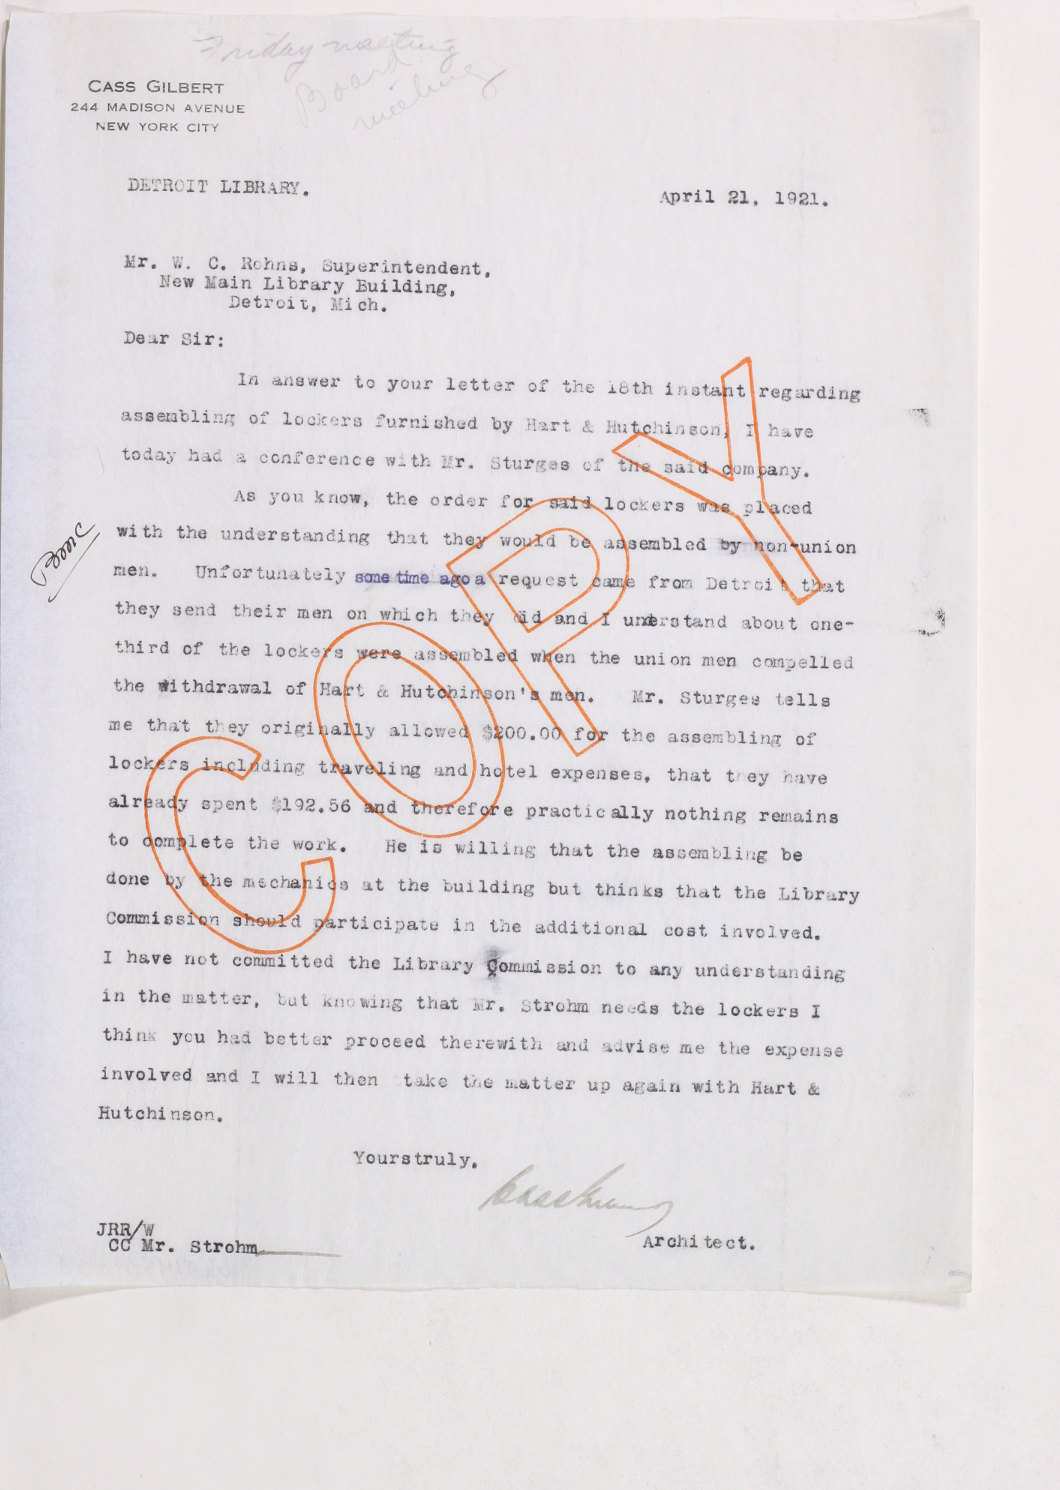 Friday meeting
Board
meeting
CASS GILBERT
244 MADISON AVENUE
NEW YORK CITY
DETROIT LIBRARY.
April 21, 1921.
Mr. W. C. Rohns, Superintendent,
New Main Library Building,
Detroit, Mich.
Dear Sir:
In answer to your letter of the 18th instant regarding
assembling of lockers furnished by Hart & Hutchinson, I have
today had a conference with Mr. Sturges of the said company.
As you know, the order for said lockers was placed
with the understanding that they would be assembled by non-union
men. Unfortunately some time ago a request came from Detroit that
they send their men on which they did and I understand about one-
third of the lockers were assembled when the union men compelled
the withdrawal of Hart & Hutchinson's men. Mr. Sturges tells
me that they originally allowed $200.00 for the assembling of
lockers including traveling and hotel expenses, that they have
already spent $192.56 and therefore practically nothing remains
to complete the work. He is willing that the assembling be
done by the mechanics at the building but thinks that the Library
Commission should participate in the additional cost involved.
I have not committed the Library Commission to any understanding
in the matter, but knowing that Mr. Strohm needs the lockers I
think you had better proceed therewith and advise me the expense
involved and I will then take the matter up again with Hart &
Hutchinson.
Yours truly,
Architect.
JRR/W
CC Mr. Strohm
COPY